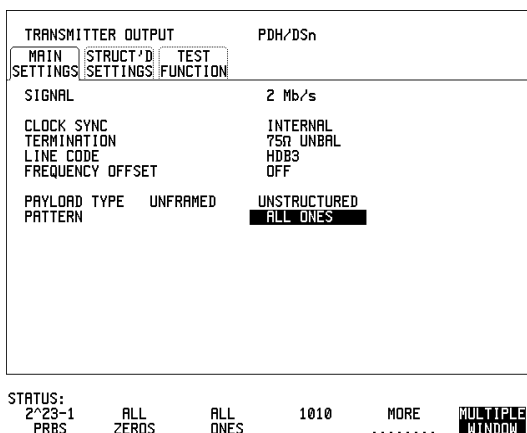 TRANSMITTER OUTPUT PDH/DSn
MAIN SETTINGS STRUCT'D SETTINGS TEST FUNCTION
SIGNAL 2 Mb/s
CLOCK SYNC INTERNAL
TERMINATION 75Ω UNBAL
LINE CODE HDB3
FREQUENCY OFFSET OFF
PAYLOAD TYPE UNFRAMED UNSTRUCTURED
PATTERN ALL ONES
STATUS:
2^23-1 ALL ALL 1010 MORE MULTIPLE
PRBS ZEROS ONES ........ WINDOW